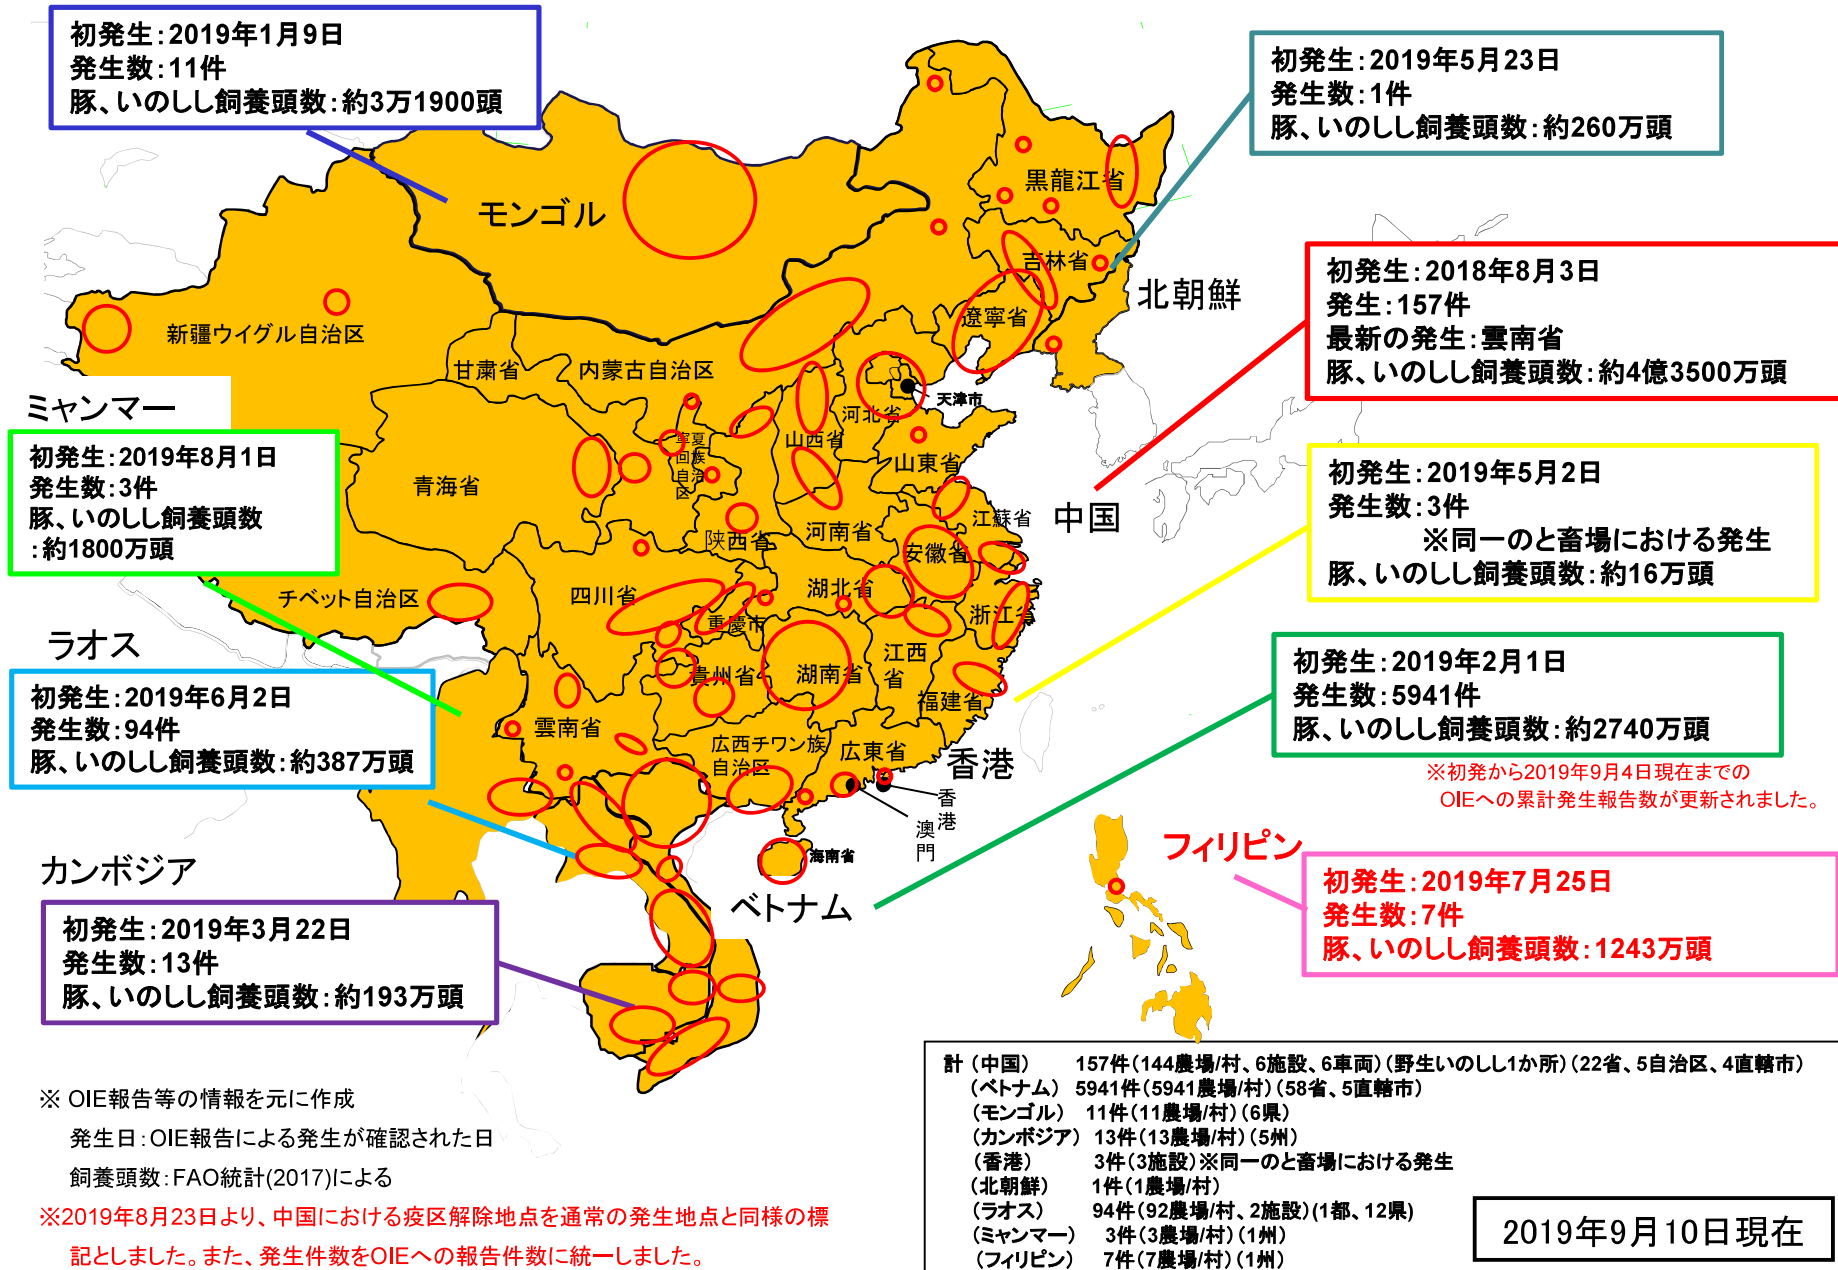 初発生：2019年1月9日
発生数：11件
豚、いのしし飼養頭数：約3万1900頭
初発生：2019年5月23日
発生数：1件
豚、いのしし飼養頭数：約260万頭
黒龍江省
モンゴル
吉林省
北朝鮮
遼寧省
初発生：2018年8月3日
発生：157件
最新の発生：雲南省
豚、いのしし飼養頭数：約4億3500万頭
新疆ウイグル自治区
甘粛省
内蒙古自治区
天津市
河北省
ミャンマー
初発生：2019年8月1日
発生数：3件
豚、いのしし飼養頭数
：約1800万頭
寧夏
回族
自治
区
山西省
山東省
青海省
初発生：2019年5月2日
発生数：3件
※同一のと畜場における発生
豚、いのしし飼養頭数：約16万頭
中国
江蘇省
河南省
陝西省
安徽省
チベット自治区
四川省
湖北省
重慶市
浙江省
ラオス
初発生：2019年6月2日
発生数：94件
豚、いのしし飼養頭数：約387万頭
江西
省
貴州省
湖南省
福建省
初発生：2019年2月1日
発生数：5941件
豚、いのしし飼養頭数：約2740万頭
※初発から2019年9月4日現在までの
OIEへの累計発生報告数が更新されました。
雲南省
広西チワン族
自治区
広東省
香港
香
港
澳
門
海南省
カンボジア
初発生：2019年3月22日
発生数：13件
豚、いのしし飼養頭数：約193万頭
ベトナム
フィリピン
初発生：2019年7月25日
発生数：7件
豚、いのしし飼養頭数：1243万頭
※ OIE報告等の情報を元に作成
発生日：OIE報告による発生が確認された日
飼養頭数：FAO統計(2017)による
※2019年8月23日より、中国における疫区解除地点を通常の発生地点と同様の標
記としました。また、発生件数をOIEへの報告件数に統一しました。
計（中国） 157件（144農場/村、6施設、6車両）（野生いのしし1か所）（22省、5自治区、4直轄市）
（ベトナム） 5941件（5941農場/村）（58省、5直轄市）
（モンゴル） 11件（11農場/村）（6県）
（カンボジア） 13件（13農場/村）（5州）
（香港） 3件（3施設）※同一のと畜場における発生
（北朝鮮） 1件（1農場/村）
（ラオス） 94件（92農場/村、2施設）(1都、12県)
（ミャンマー） 3件（3農場/村）（1州）
（フィリピン） 7件（7農場/村）（1州）
2019年9月10日現在